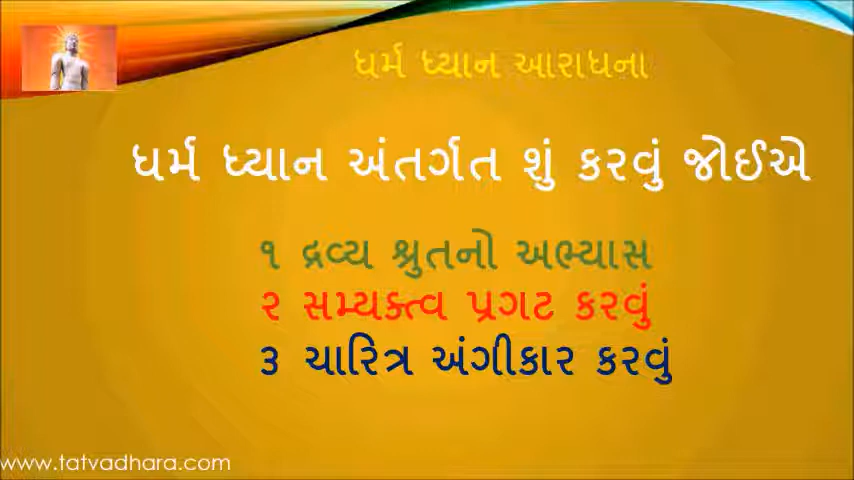 ધર્મ ધ્યાન આરાધના
ધર્મ ધ્યાન અંતર્ગત શું કરવું જોઈએ
૧ દ્રવ્ય શ્રુતનો અભ્યાસ
૨ સમ્યક્ત્વ પ્રગટ કરવું
૩ ચારિત્ર અંગીકાર કરવું
www.tatvadhara.com